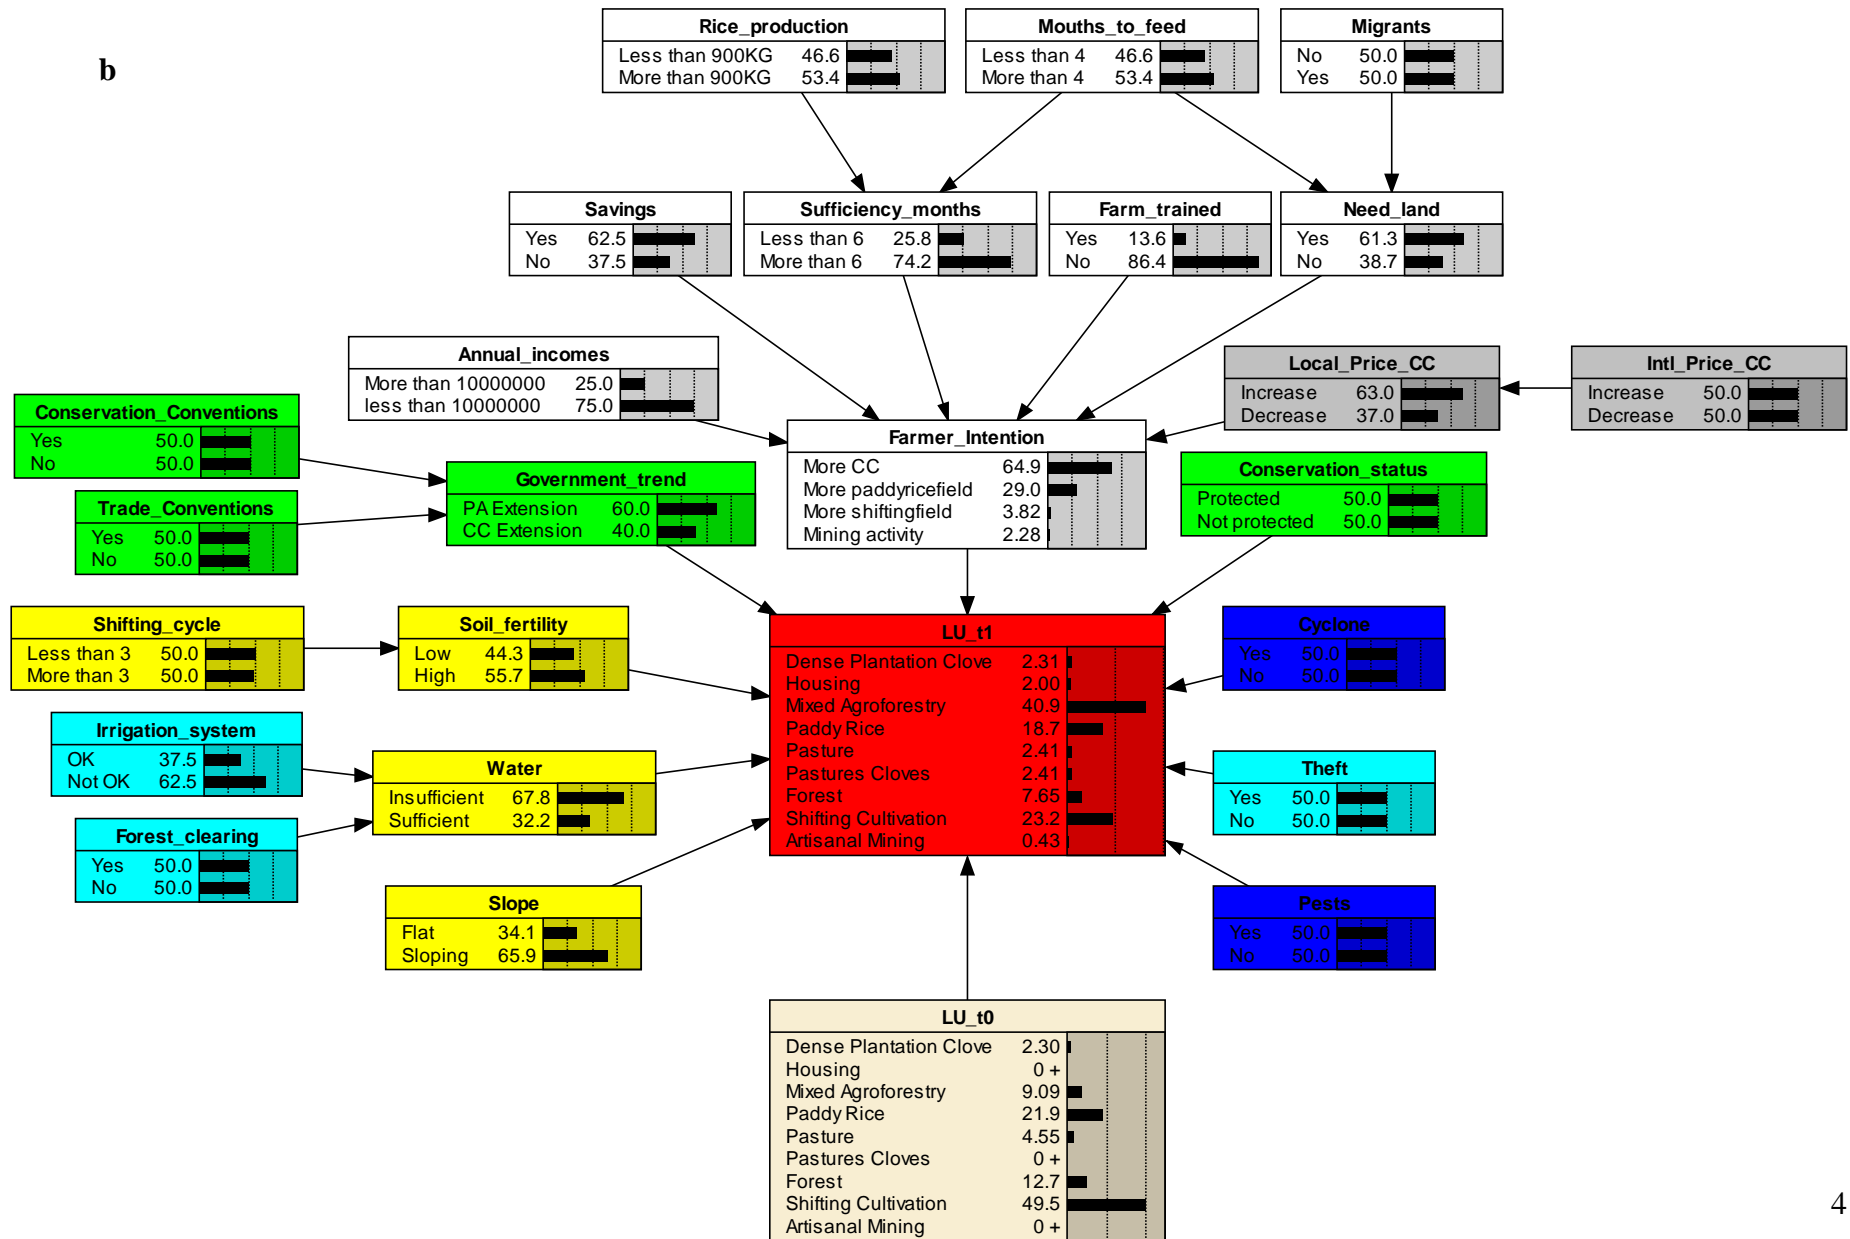 b
Rice_production
Less than 900KG 46.6
More than 900KG 53.4
Mouths_to_feed
Less than 4 46.6
More than 4 53.4
Migrants
No 50.0
Yes 50.0
Savings
Yes 62.5
No 37.5
Sufficiency_months
Less than 6 25.8
More than 6 74.2
Farm_trained
Yes 13.6
No 86.4
Need_land
Yes 61.3
No 38.7
Annual_incomes
More than 10000000 25.0
less than 10000000 75.0
Local_Price_CC
Increase 63.0
Decrease 37.0
Intl_Price_CC
Increase 50.0
Decrease 50.0
Conservation_Conventions
Yes 50.0
No 50.0
Trade_Conventions
Yes 50.0
No 50.0
Government_trend
PA Extension 60.0
CC Extension 40.0
Farmer_Intention
More CC 64.9
More paddyricefield 29.0
More shiftingfield 3.82
Mining activity 2.28
Conservation_status
Protected 50.0
Not protected 50.0
Shifting_cycle
Less than 3 50.0
More than 3 50.0
Soil_fertility
Low 44.3
High 55.7
LU_t1
Dense Plantation Clove 2.31
Housing 2.00
Mixed Agroforestry 40.9
Paddy Rice 18.7
Pasture 2.41
Pastures Cloves 2.41
Forest 7.65
Shifting Cultivation 23.2
Artisanal Mining 0.43
Cyclone
Yes 50.0
No 50.0
Irrigation_system
OK 37.5
Not OK 62.5
Water
Insufficient 67.8
Sufficient 32.2
Theft
Yes 50.0
No 50.0
Forest_clearing
Yes 50.0
No 50.0
Slope
Flat 34.1
Sloping 65.9
Pests
Yes 50.0
No 50.0
LU_t0
Dense Plantation Clove 2.30
Housing 0 +
Mixed Agroforestry 9.09
Paddy Rice 21.9
Pasture 4.55
Pastures Cloves 0 +
Forest 12.7
Shifting Cultivation 49.5
Artisanal Mining 0 +
4